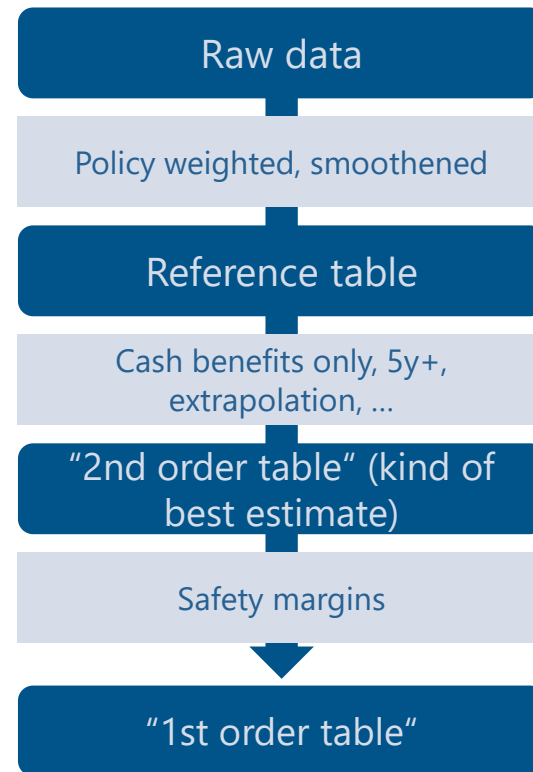 Raw data
Policy weighted, smoothened
Reference table
Cash benefits only, 5y+,
extrapolation, …
“2nd order table“ (kind of
best estimate)
Safety margins
“1st order table“